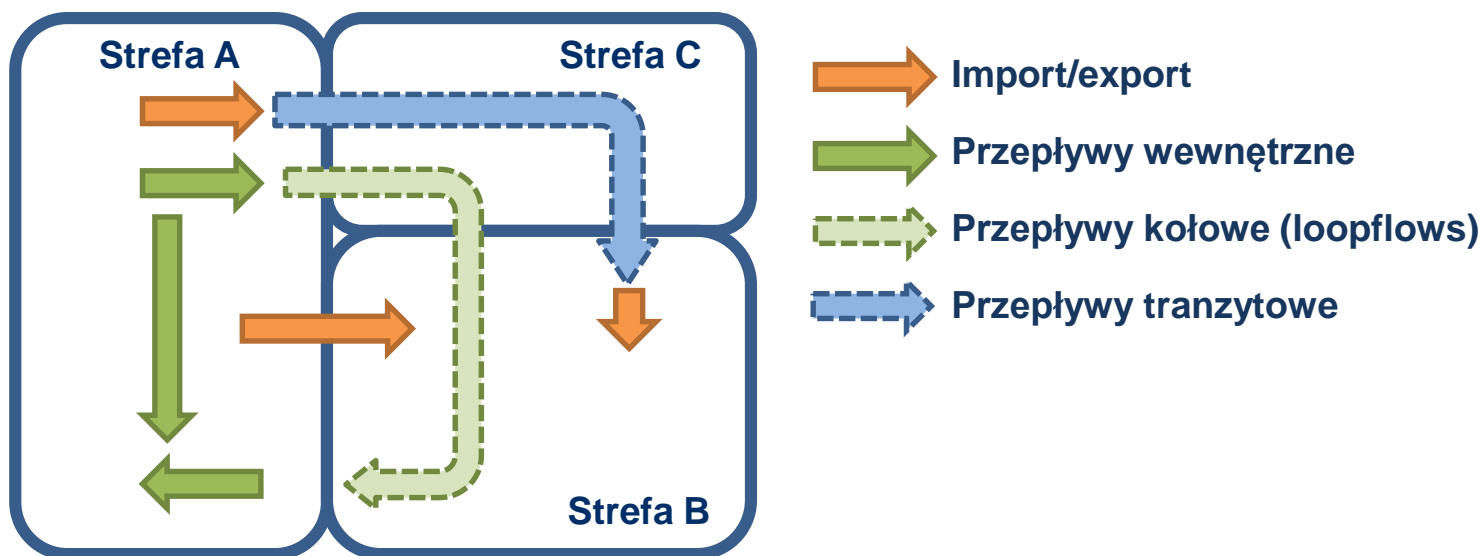 Strefa A
Strefa C
Strefa B
Import/export
Przepływy wewnętrzne
Przepływy kołowe (loopflows)
Przepływy tranzytowe